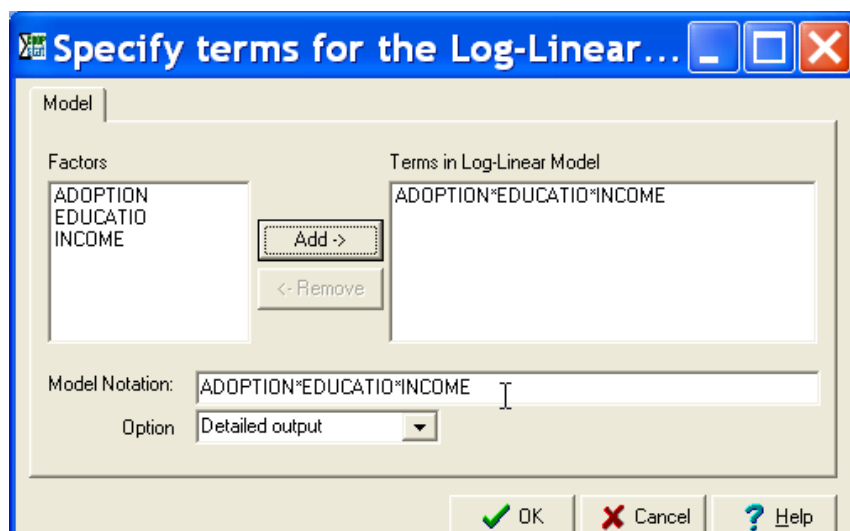 Specify terms for the Log-Linear...
Model
Factors
ADOPTION
EDUCATIO
INCOME
Add ->
<- Remove
Terms in Log-Linear Model
ADOPTION*EDUCATIO*INCOME
Model Notation: ADOPTION*EDUCATIO*INCOME
Option Detailed output
OK Cancel ? Help